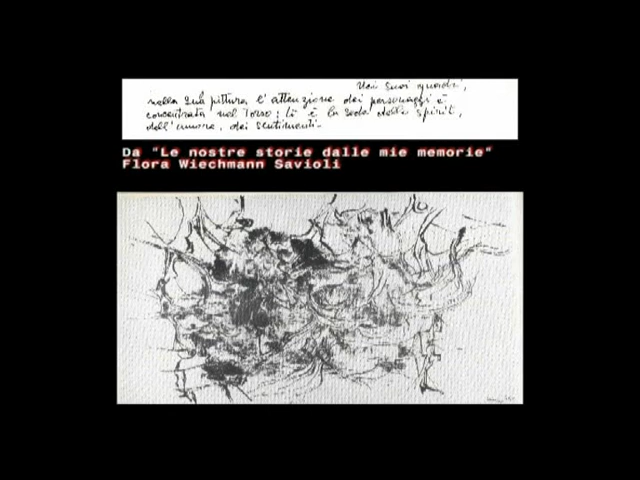 Nei suoi quadri,
nella sua pittura l'attenzione dei personaggi è
concentrata nel Torso: lì è la sede dello Spirit,
dell'amore, dei sentimenti-
Da "Le nostre storie dalle mie memorie"
Flora Wiechmann Savioli